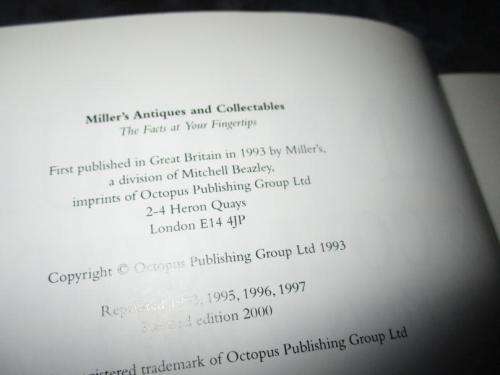 Miller's Antiques and Collectables
The Facts at Your Fingertips
First published in Great Britain in 1993 by Miller's,
a division of Mitchell Beazley,
imprints of Octopus Publishing Group Ltd
2-4 Heron Quays
London E14 4JP
Copyright © Octopus Publishing Group Ltd 1993
1995, 1996, 1997
edition 2000
trademark of Octopus Publishing Group Ltd